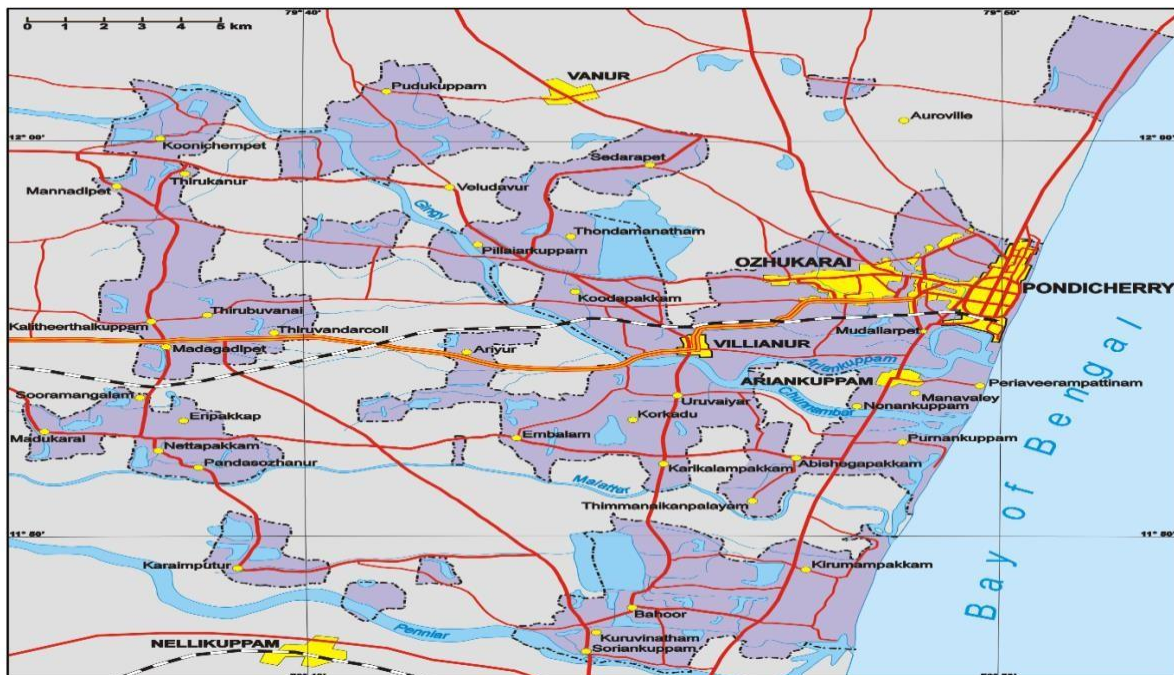 0 1 2 3 4 5 km
79° 40'
79° 50'
VANUR
Pudukuppam
Auroville
12° 00'
12° 00'
Koonichempet
Sedarapet
Thirukanur
Mannadipet
Veludavur
Gingy
Thondamanatham
Pillaiarkuppam
OZHUKARAI
Koodapakkam
PONDICHERRY
Thirubuvanai
Kalitheerthalkuppam
Thiruvandarcoil
Mudaliarpet
Madagadipet
Ariyur
VILLIANUR
Ariankuppam
ARIANKUPPAM
Periaveerampattinam
Sooramangalam
Chunnambar
Manavaley
Uruvaiyar
Nonankuppam
Eripakkap
Korkadu
Madukarai
Embalam
Purnankuppam
Nettapakkam
Pandasozhanur
Karikalampakkam
Abishegapakkam
Malattar
Thimmanaikanpalayam
11° 50'
11° 50'
Bay of Bengal
Karaimputur
Kirumampakkam
Bahoor
Penniar
NELLIKUPPAM
Kuruvinatham
Soriankuppam